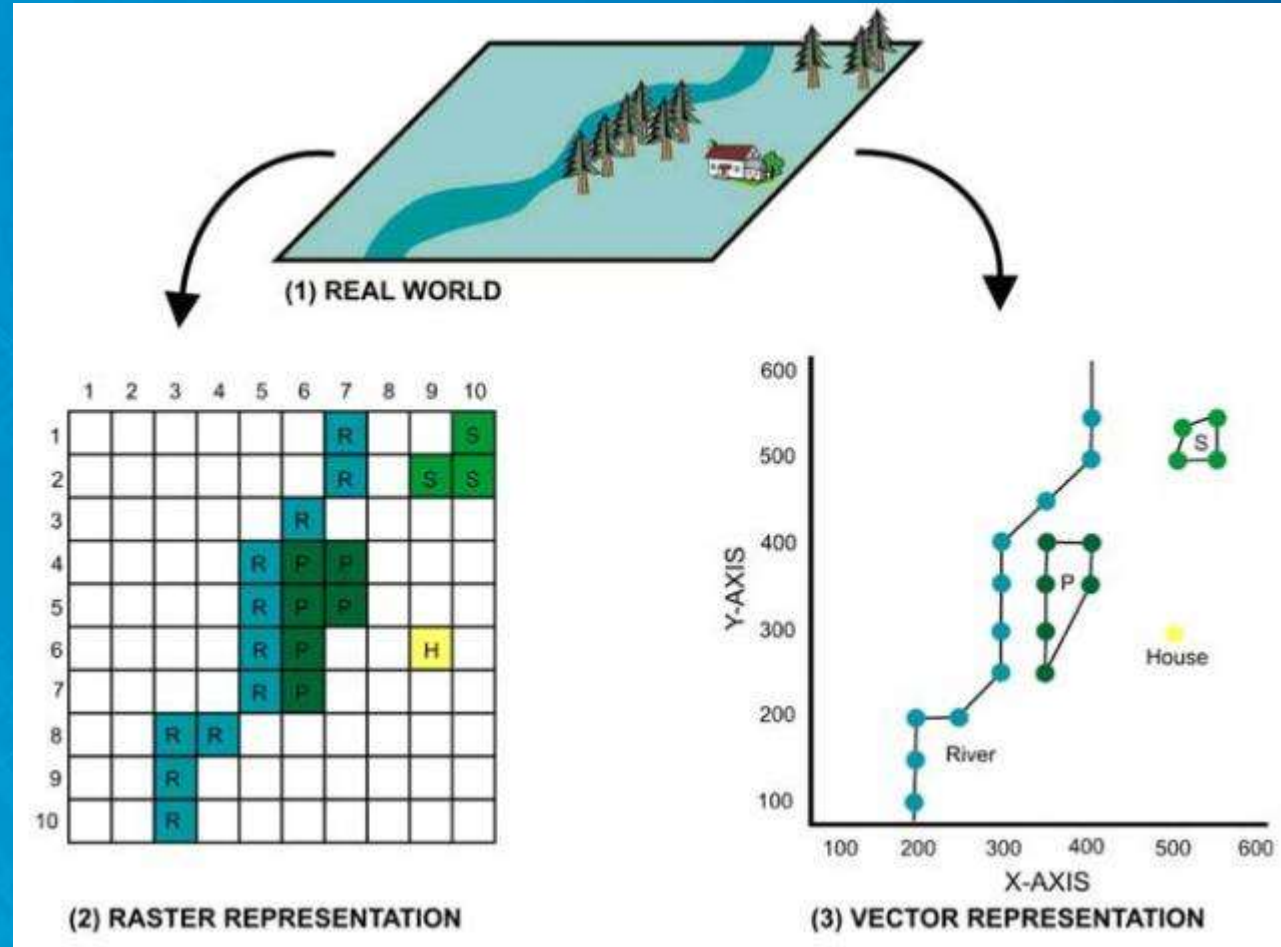 (1) REAL WORLD
1 2 3 4 5 6 7 8 9 10
1 R S
2 R S S
3 R
4 R P P
5 R P P
6 R P H
7 R P
8 R R
9 R
10 R
(2) RASTER REPRESENTATION
600
500
400
300
200
100
Y-AXIS
S
P
House
River
100 200 300 400 500 600
X-AXIS
(3) VECTOR REPRESENTATION